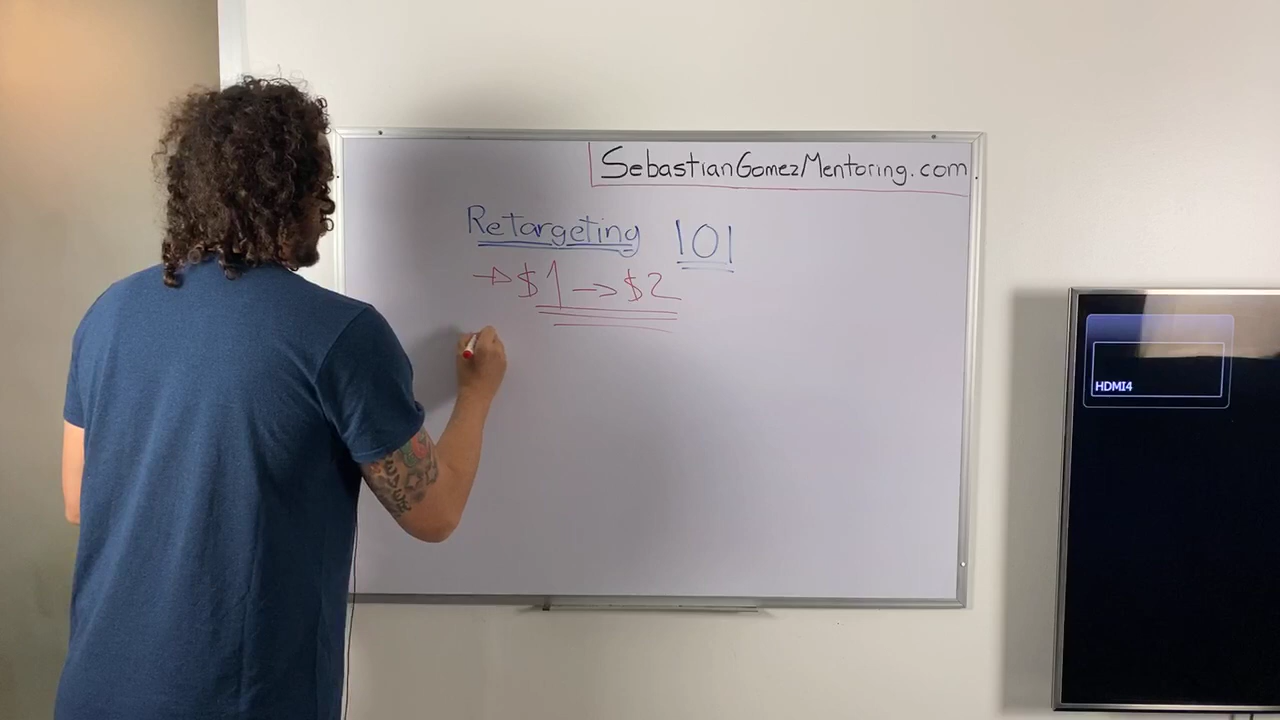 SebastianGomezMentoring.com
Retargeting 101
→ $1 → $2
HDMI4